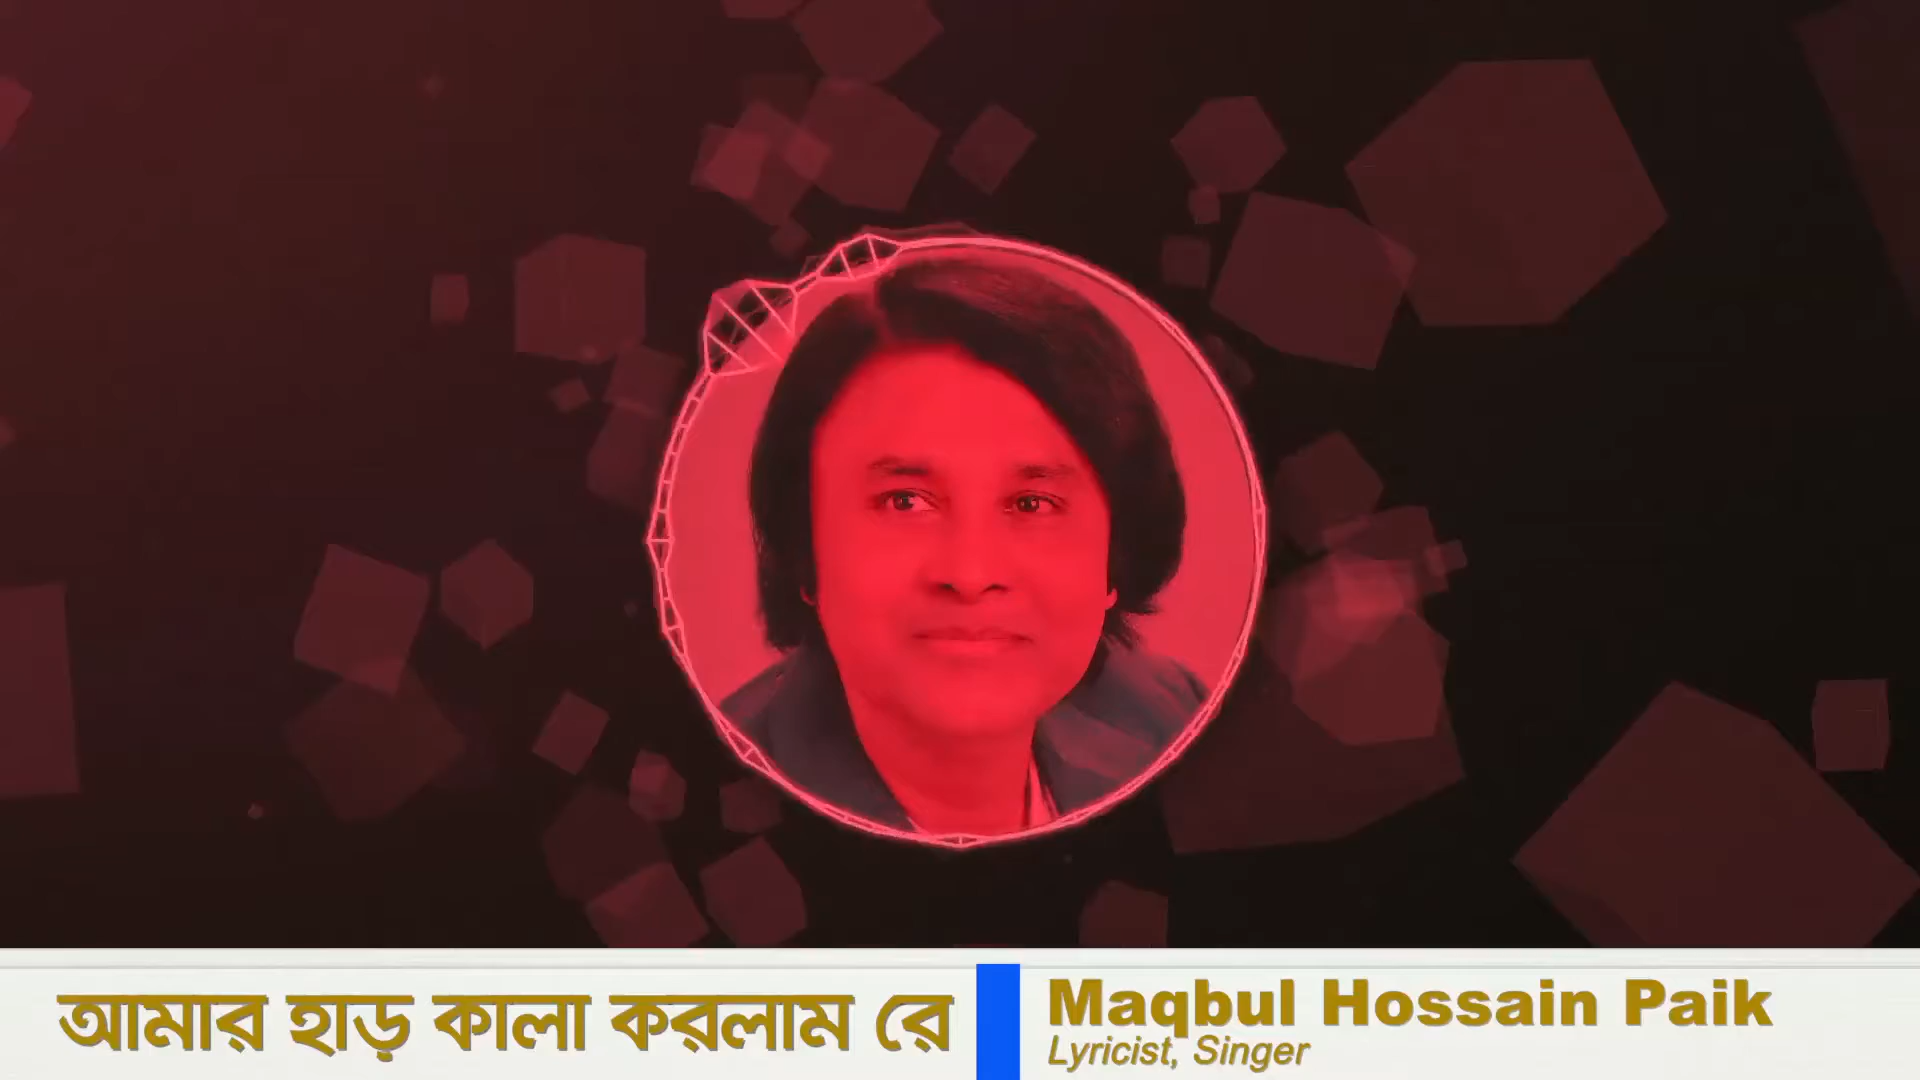 আমার হাড় কালা করলাম রে
Maqbul Hossain Paik
Lyricist, Singer